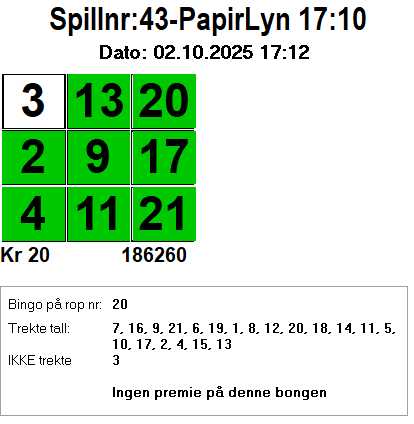 Spillnr:43-PapirLyn 17:10
Dato: 02.10.2025 17:12
3 13 20
2 9 17
4 11 21
Kr 20 186260
Bingo på rop nr: 20
Trekte tall: 7, 16, 9, 21, 6, 19, 1, 8, 12, 20, 18, 14, 11, 5,
10, 17, 2, 4, 15, 13
IKKE trekte 3
Ingen premie på denne bongen